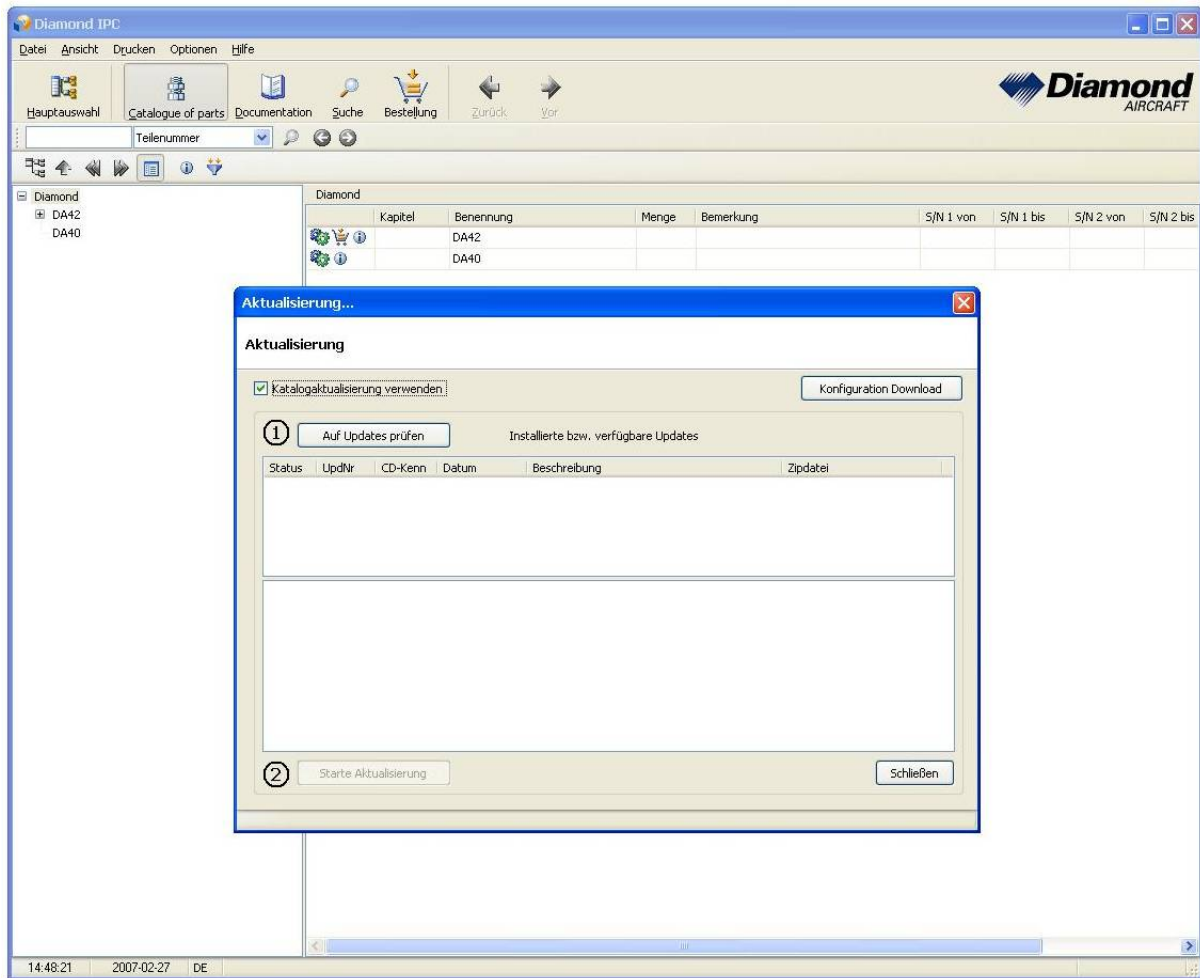 Diamond IPC
Datei Ansicht Drucken Optionen Hilfe
Hauptauswahl Catalogue of parts Documentation Suche Bestellung Zurück Vor
Diamond
AIRCRAFT
Teilenummer
Diamond
DA42
DA40
Diamond
Kapitel Benennung Menge Bemerkung S/N 1 von S/N 1 bis S/N 2 von S/N 2 bis
DA42
DA40
Aktualisierung...
Aktualisierung
Katalogaktualisierung verwenden
Konfiguration Download
1 Auf Updates prüfen Installierte bzw. verfügbare Updates
Status UpdNr CD-Kenn Datum Beschreibung Zipdatei
2 Starte Aktualisierung Schließen
14:48:21 2007-02-27 DE